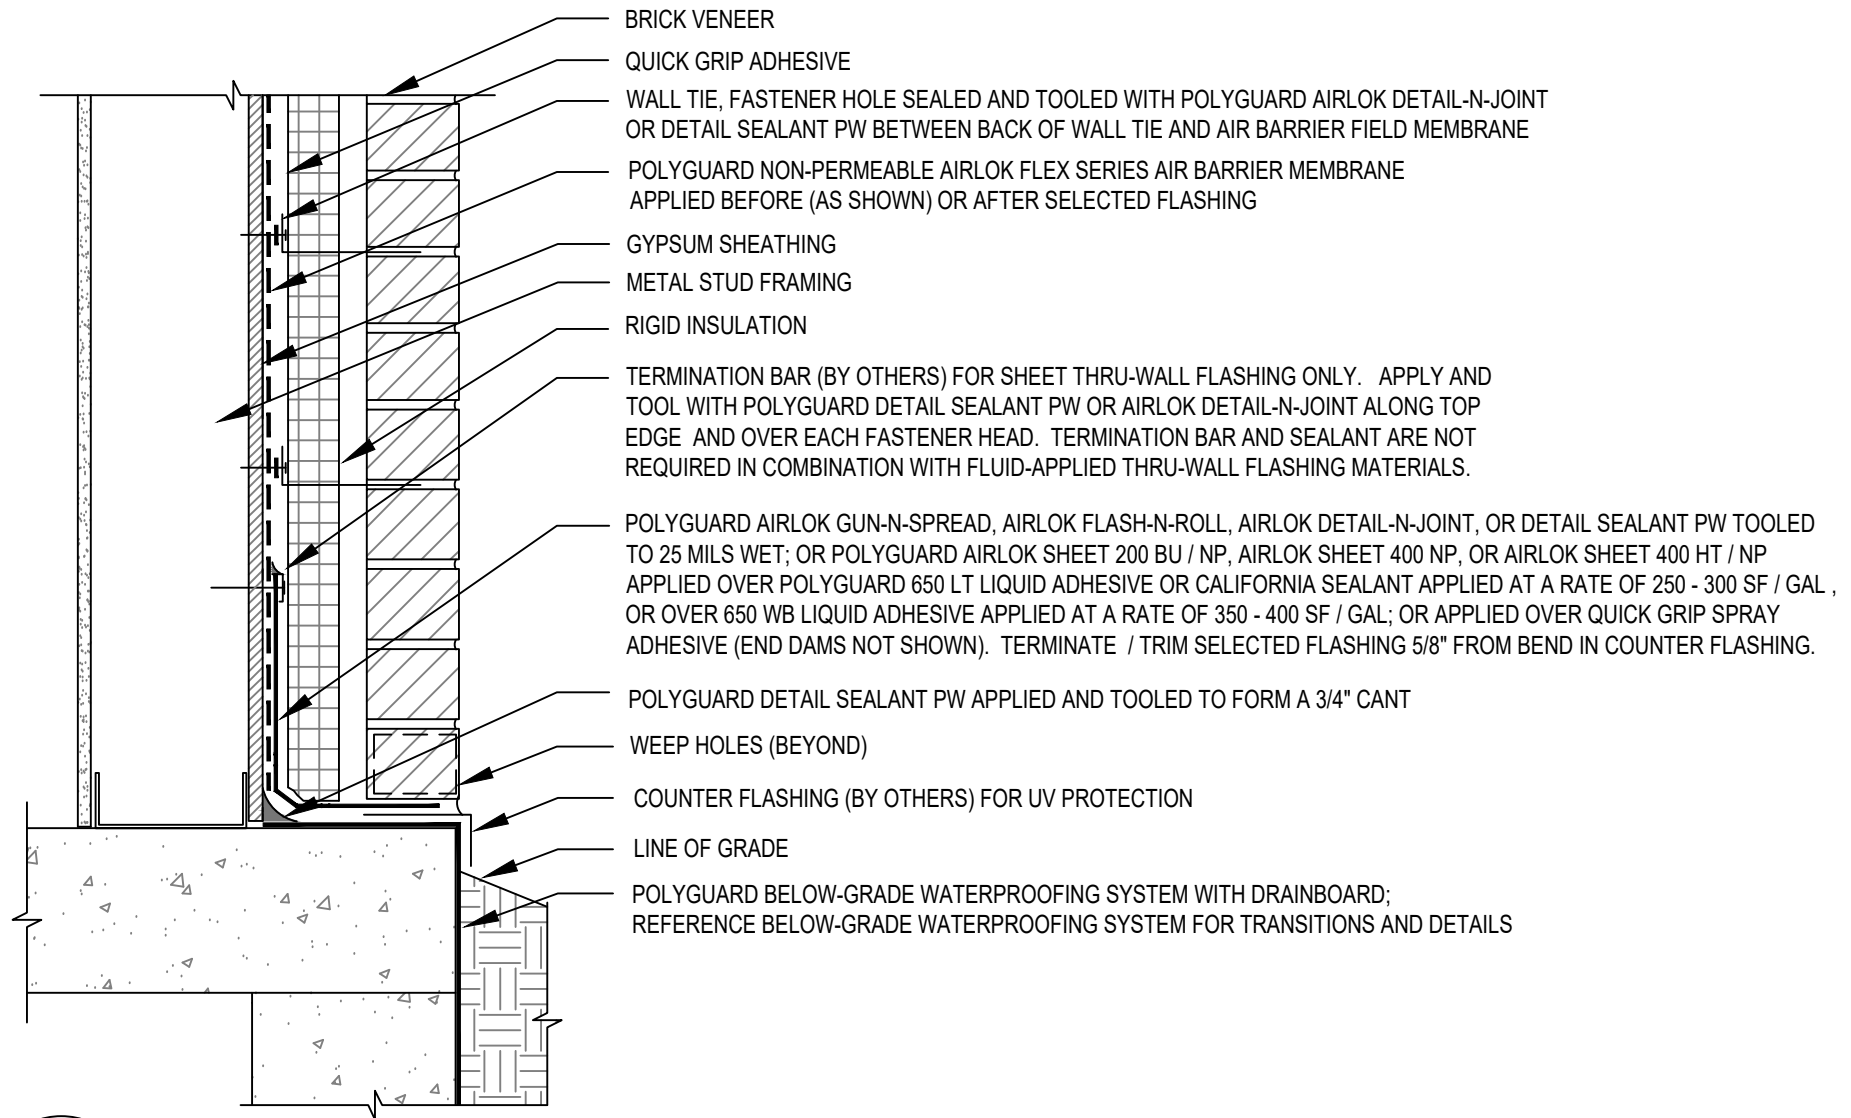 BRICK VENEER
QUICK GRIP ADHESIVE
WALL TIE, FASTENER HOLE SEALED AND TOOLED WITH POLYGUARD AIRLOK DETAIL-N-JOINT
OR DETAIL SEALANT PW BETWEEN BACK OF WALL TIE AND AIR BARRIER FIELD MEMBRANE
POLYGUARD NON-PERMEABLE AIRLOK FLEX SERIES AIR BARRIER MEMBRANE
APPLIED BEFORE (AS SHOWN) OR AFTER SELECTED FLASHING
GYPSUM SHEATHING
METAL STUD FRAMING
RIGID INSULATION
TERMINATION BAR (BY OTHERS) FOR SHEET THRU-WALL FLASHING ONLY. APPLY AND
TOOL WITH POLYGUARD DETAIL SEALANT PW OR AIRLOK DETAIL-N-JOINT ALONG TOP
EDGE AND OVER EACH FASTENER HEAD. TERMINATION BAR AND SEALANT ARE NOT
REQUIRED IN COMBINATION WITH FLUID-APPLIED THRU-WALL FLASHING MATERIALS.
POLYGUARD AIRLOK GUN-N-SPREAD, AIRLOK FLASH-N-ROLL, AIRLOK DETAIL-N-JOINT, OR DETAIL SEALANT PW TOOLED
TO 25 MILS WET; OR POLYGUARD AIRLOK SHEET 200 BU / NP, AIRLOK SHEET 400 NP, OR AIRLOK SHEET 400 HT / NP
APPLIED OVER POLYGUARD 650 LT LIQUID ADHESIVE OR CALIFORNIA SEALANT APPLIED AT A RATE OF 250 - 300 SF / GAL ,
OR OVER 650 WB LIQUID ADHESIVE APPLIED AT A RATE OF 350 - 400 SF / GAL; OR APPLIED OVER QUICK GRIP SPRAY
ADHESIVE (END DAMS NOT SHOWN). TERMINATE / TRIM SELECTED FLASHING 5/8" FROM BEND IN COUNTER FLASHING.
POLYGUARD DETAIL SEALANT PW APPLIED AND TOOLED TO FORM A 3/4" CANT
WEEP HOLES (BEYOND)
COUNTER FLASHING (BY OTHERS) FOR UV PROTECTION
LINE OF GRADE
POLYGUARD BELOW-GRADE WATERPROOFING SYSTEM WITH DRAINBOARD;
REFERENCE BELOW-GRADE WATERPROOFING SYSTEM FOR TRANSITIONS AND DETAILS